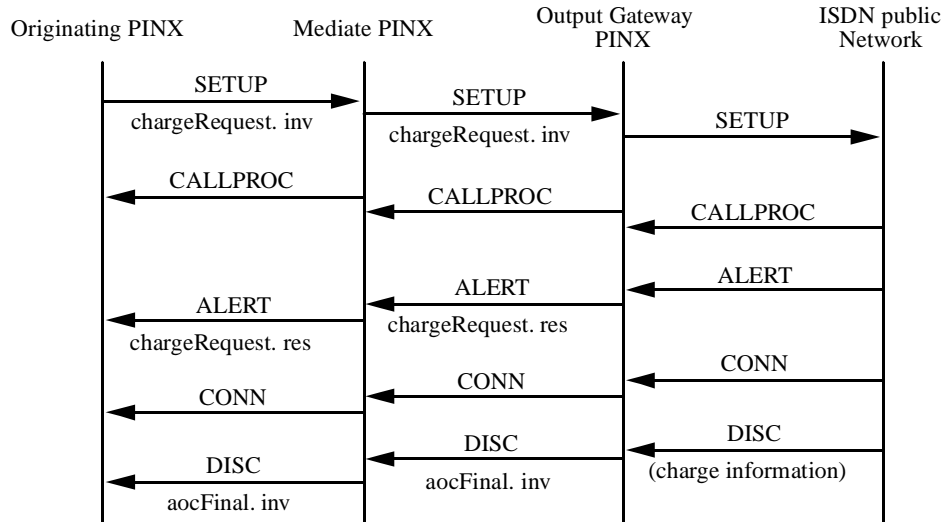 Originating PINX
Mediate PINX
Output Gateway
PINX
ISDN public
Network
SETUP
chargeRequest. inv
SETUP
chargeRequest. inv
SETUP
CALLPROC
CALLPROC
CALLPROC
ALERT
ALERT
chargeRequest. res
ALERT
chargeRequest. res
CONN
CONN
CONN
DISC
(charge information)
DISC
aocFinal. inv
DISC
aocFinal. inv